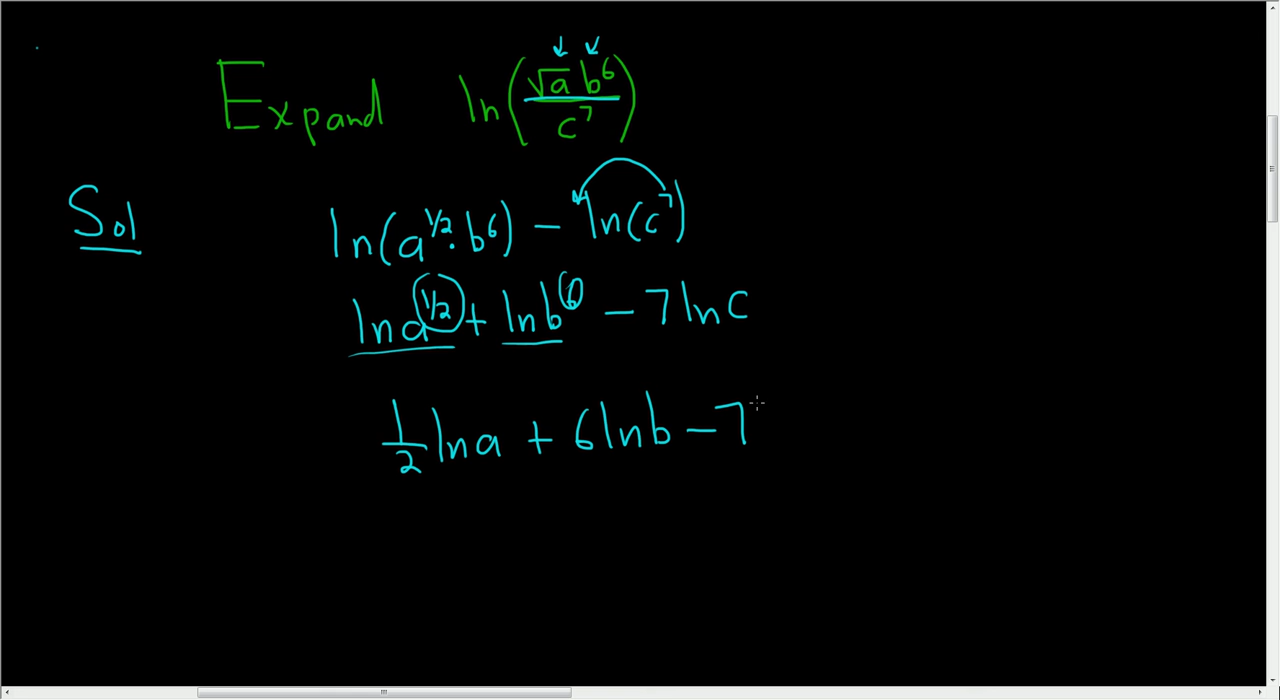 Expand ln(√a b⁶ / c⁷)
Sol
ln(a^1/2 · b⁶) − ln(c⁷)
ln a^1/2 + ln b⁶ − 7 ln c
1/2 ln a + 6 ln b − 7